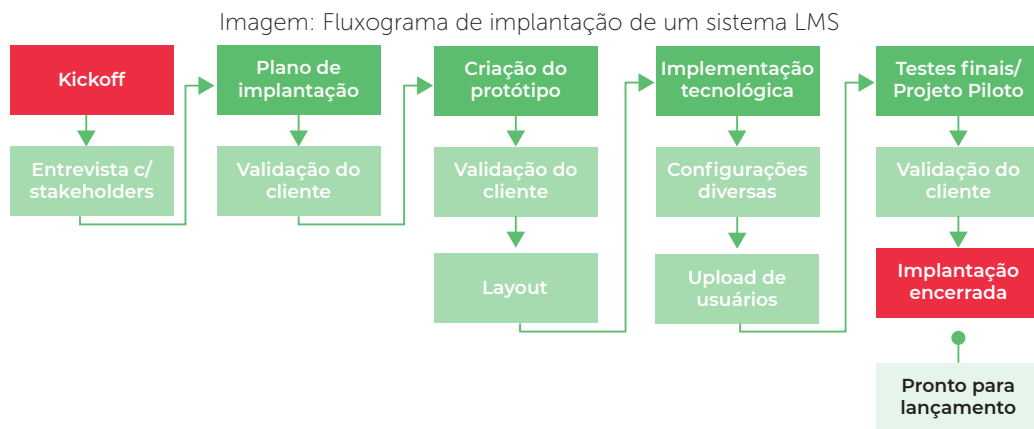 Imagem: Fluxograma de implantação de um sistema LMS
Kickoff
Entrevista c/
stakeholders
Plano de
implantação
Validação do
cliente
Criação do
protótipo
Validação do
cliente
Layout
Implementação
tecnológica
Configurações
diversas
Upload de
usuários
Testes finais/
Projeto Piloto
Validação do
cliente
Implantação
encerrada
Pronto para
lançamento